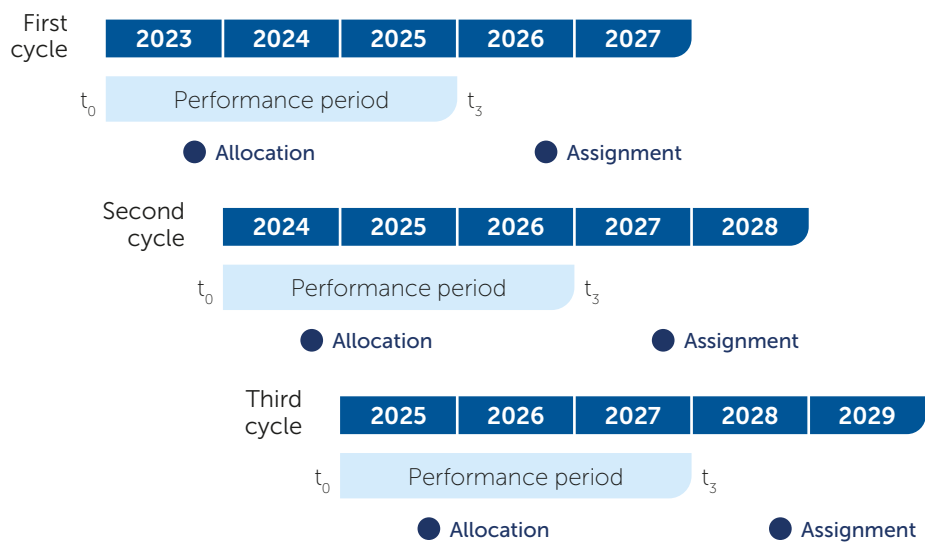 First
cycle
2023 2024 2025 2026 2027
t0 Performance period t3
Allocation Assignment
Second
cycle
2024 2025 2026 2027 2028
t0 Performance period t3
Allocation Assignment
Third
cycle
2025 2026 2027 2028 2029
t0 Performance period t3
Allocation Assignment